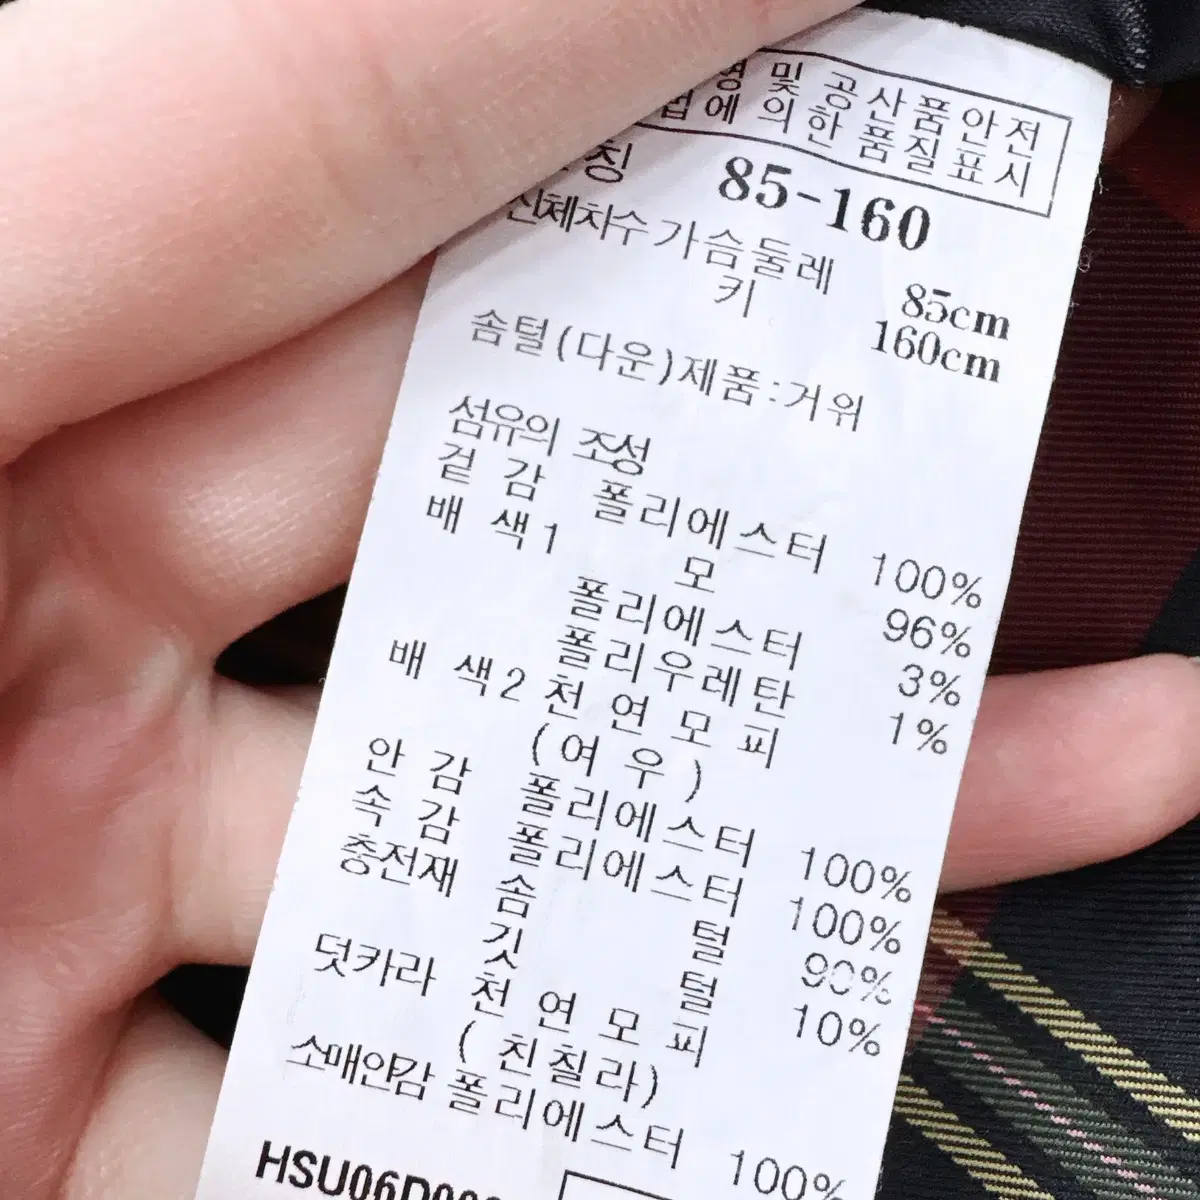 및 공산품안전
에 의한 품질표시
칭 85-160
신체치수 가슴둘레 85cm
키 160cm
솜털(다운)제품:거위
섬유의 조성
겉 감 폴리에스터 100%
배 색1 모 96%
폴리에스터 3%
폴리우레탄 1%
배 색2 천 연 모 피
(여 우)
안 감 폴리에스터 100%
속 감 폴리에스터 100%
충전재 솜 털 90%
깃 털 10%
덧카라 천 연 모 피
(친칠라)
소매안감 폴리에스터 100%